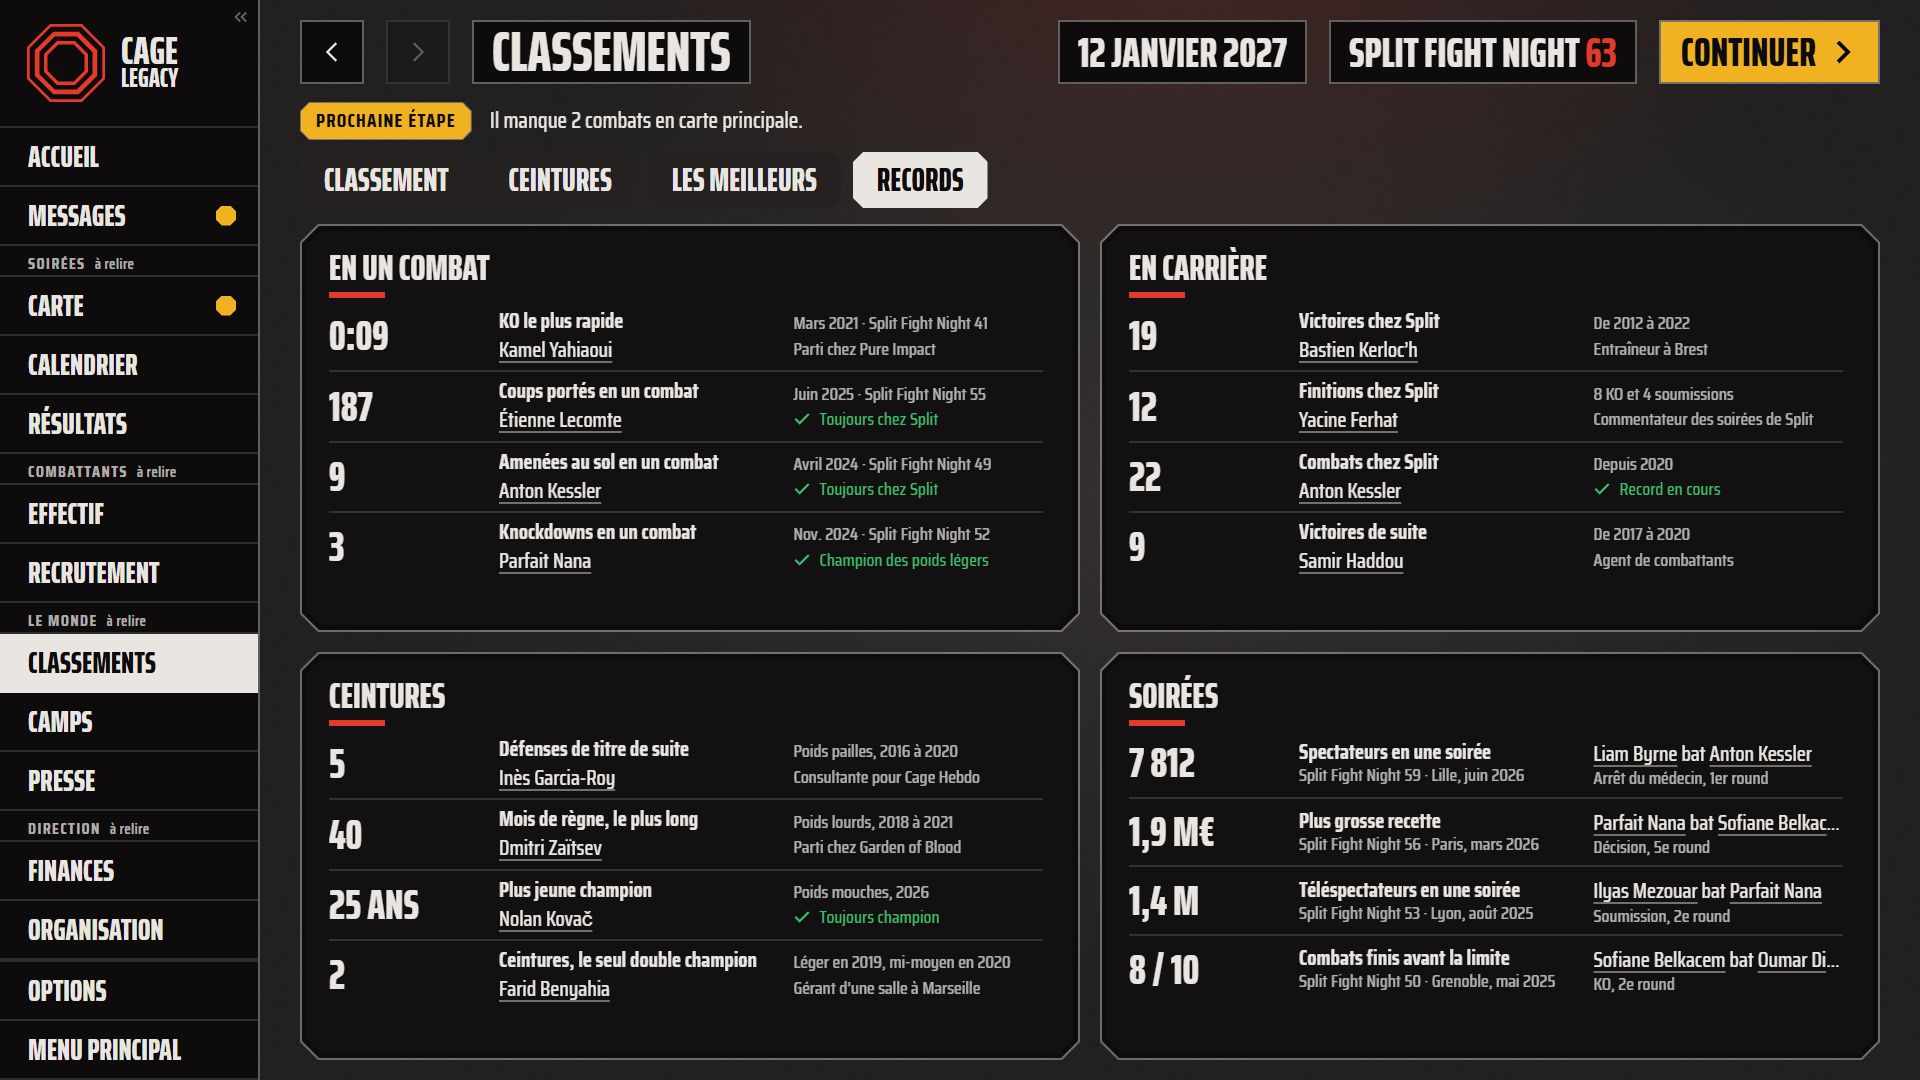 CAGE
LEGACY
ACCUEIL
MESSAGES
SOIRÉES à relire
CARTE
CALENDRIER
RÉSULTATS
COMBATTANTS à relire
EFFECTIF
RECRUTEMENT
LE MONDE à relire
CLASSEMENTS
CAMPS
PRESSE
DIRECTION à relire
FINANCES
ORGANISATION
OPTIONS
MENU PRINCIPAL
CLASSEMENTS
12 JANVIER 2027
SPLIT FIGHT NIGHT 63
CONTINUER
PROCHAINE ÉTAPE
Il manque 2 combats en carte principale.
CLASSEMENT
CEINTURES
LES MEILLEURS
RECORDS
EN UN COMBAT
0:09
KO le plus rapide
Kamel Yahiaoui
Mars 2021 · Split Fight Night 41
Parti chez Pure Impact
187
Coups portés en un combat
Étienne Lecomte
Juin 2025 · Split Fight Night 55
Toujours chez Split
9
Amenées au sol en un combat
Anton Kessler
Avril 2024 · Split Fight Night 49
Toujours chez Split
3
Knockdowns en un combat
Parfait Nana
Nov. 2024 · Split Fight Night 52
Champion des poids légers
EN CARRIÈRE
19
Victoires chez Split
Bastien Kerloc’h
De 2012 à 2022
Entraîneur à Brest
12
Finitions chez Split
Yacine Ferhat
8 KO et 4 soumissions
Commentateur des soirées de Split
22
Combats chez Split
Anton Kessler
Depuis 2020
Record en cours
9
Victoires de suite
Samir Haddou
De 2017 à 2020
Agent de combattants
CEINTURES
5
Défenses de titre de suite
Inès Garcia-Roy
Poids pailles, 2016 à 2020
Consultante pour Cage Hebdo
40
Mois de règne, le plus long
Dmitri Zaïtsev
Poids lourds, 2018 à 2021
Parti chez Garden of Blood
25 ANS
Plus jeune champion
Nolan Kovač
Poids mouches, 2026
Toujours champion
2
Ceintures, le seul double champion
Farid Benyahia
Léger en 2019, mi-moyen en 2020
Gérant d’une salle à Marseille
SOIRÉES
7 812
Spectateurs en une soirée
Split Fight Night 59 · Lille, juin 2026
Liam Byrne bat Anton Kessler
Arrêt du médecin, 1er round
1,9 M€
Plus grosse recette
Split Fight Night 56 · Paris, mars 2026
Parfait Nana bat Sofiane Belkac...
Décision, 5e round
1,4 M
Téléspectateurs en une soirée
Split Fight Night 53 · Lyon, août 2025
Ilyas Mezouar bat Parfait Nana
Soumission, 2e round
8 / 10
Combats finis avant la limite
Split Fight Night 50 · Grenoble, mai 2025
Sofiane Belkacem bat Oumar Di...
KO, 2e round